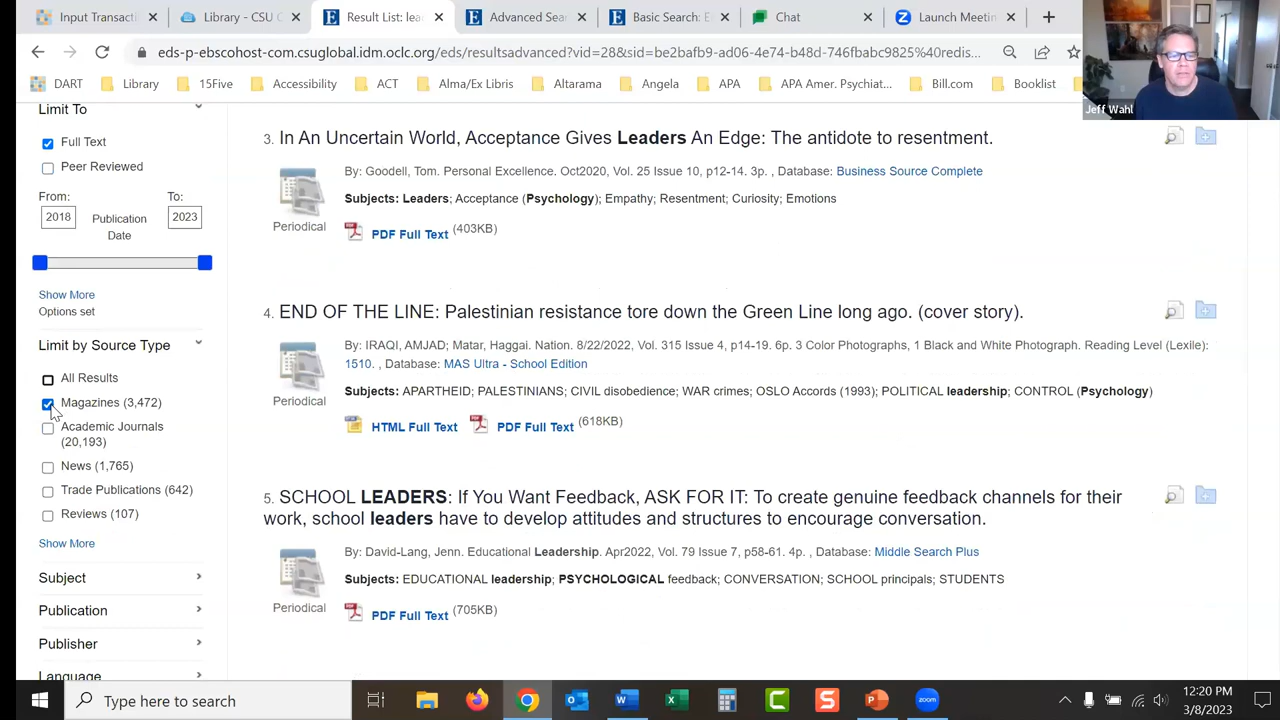 Input Transacti
Library - CSU C
Result List: lea
Advanced Sea
Basic Search: E
Chat
Launch Meetin
eds-p-ebscohost-com.csuglobal.idm.oclc.org/eds/resultsadvanced?vid=28&sid=be2bafb9-ad06-4e74-b48d-746fbabc9825%40redis...
DART
Library
15Five
Accessibility
ACT
Alma/Ex Libris
Altarama
Angela
APA
APA Amer. Psychiat...
Bill.com
Booklist
Jeff Wahl
Limit To
Full Text
Peer Reviewed
From:
To:
2018
Publication
Date
2023
Show More
Options set
Limit by Source Type
All Results
Magazines (3,472)
Academic Journals
(20,193)
News (1,765)
Trade Publications (642)
Reviews (107)
Show More
Subject
Publication
Publisher
Language
3. In An Uncertain World, Acceptance Gives Leaders An Edge: The antidote to resentment.
By: Goodell, Tom. Personal Excellence. Oct2020, Vol. 25 Issue 10, p12-14. 3p. , Database: Business Source Complete
Subjects: Leaders; Acceptance (Psychology); Empathy; Resentment; Curiosity; Emotions
Periodical
PDF Full Text (403KB)
4. END OF THE LINE: Palestinian resistance tore down the Green Line long ago. (cover story).
By: IRAQI, AMJAD; Matar, Haggai. Nation. 8/22/2022, Vol. 315 Issue 4, p14-19. 6p. 3 Color Photographs, 1 Black and White Photograph. Reading Level (Lexile):
1510. , Database: MAS Ultra - School Edition
Subjects: APARTHEID; PALESTINIANS; CIVIL disobedience; WAR crimes; OSLO Accords (1993); POLITICAL leadership; CONTROL (Psychology)
Periodical
HTML Full Text PDF Full Text (618KB)
5. SCHOOL LEADERS: If You Want Feedback, ASK FOR IT: To create genuine feedback channels for their
work, school leaders have to develop attitudes and structures to encourage conversation.
By: David-Lang, Jenn. Educational Leadership. Apr2022, Vol. 79 Issue 7, p58-61. 4p. , Database: Middle Search Plus
Subjects: EDUCATIONAL leadership; PSYCHOLOGICAL feedback; CONVERSATION; SCHOOL principals; STUDENTS
Periodical
PDF Full Text (705KB)
Type here to search
zoom
12:20 PM
3/8/2023